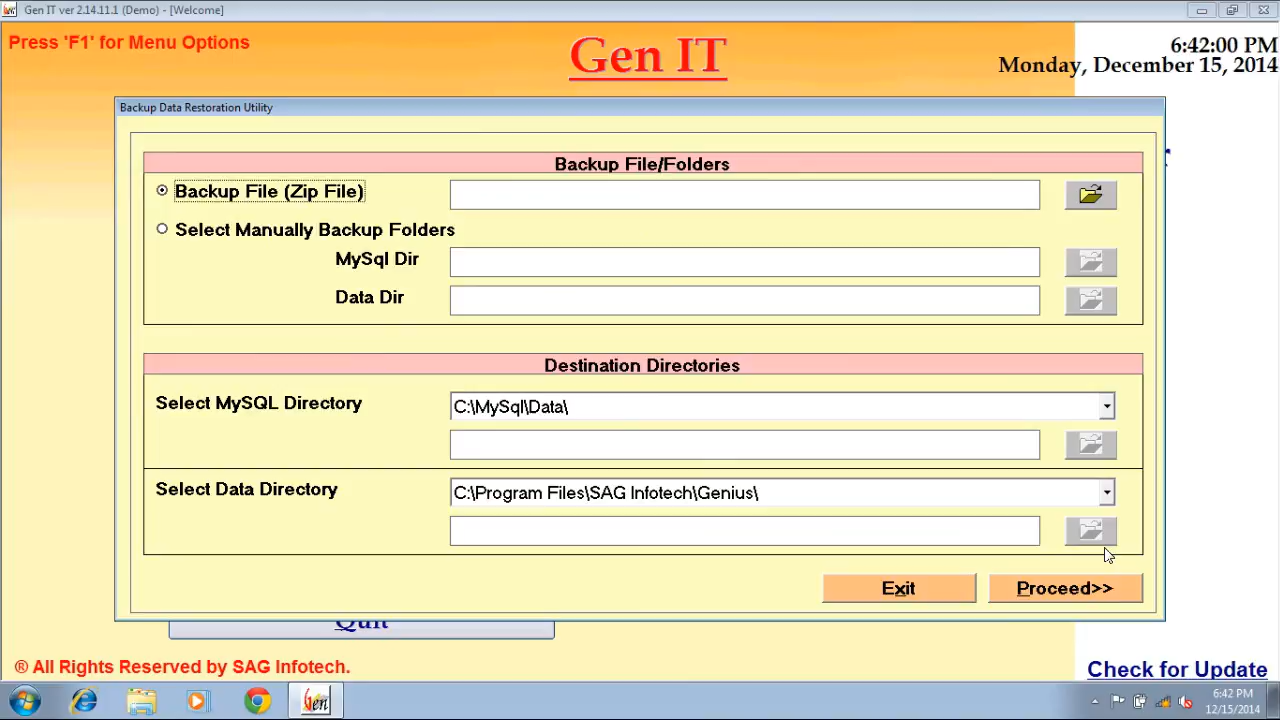 Gen IT ver 2.14.11.1 (Demo) - [Welcome]
Press 'F1' for Menu Options
Gen IT
6:42:00 PM
Monday, December 15, 2014
Backup Data Restoration Utility
Backup File/Folders
Backup File (Zip File)
Select Manually Backup Folders
MySql Dir
Data Dir
Destination Directories
Select MySQL Directory
C:\MySql\Data\
Select Data Directory
C:\Program Files\SAG Infotech\Genius\
Exit
Proceed>>
Quit
® All Rights Reserved by SAG Infotech.
Check for Update
Gen
6:42 PM
12/15/2014